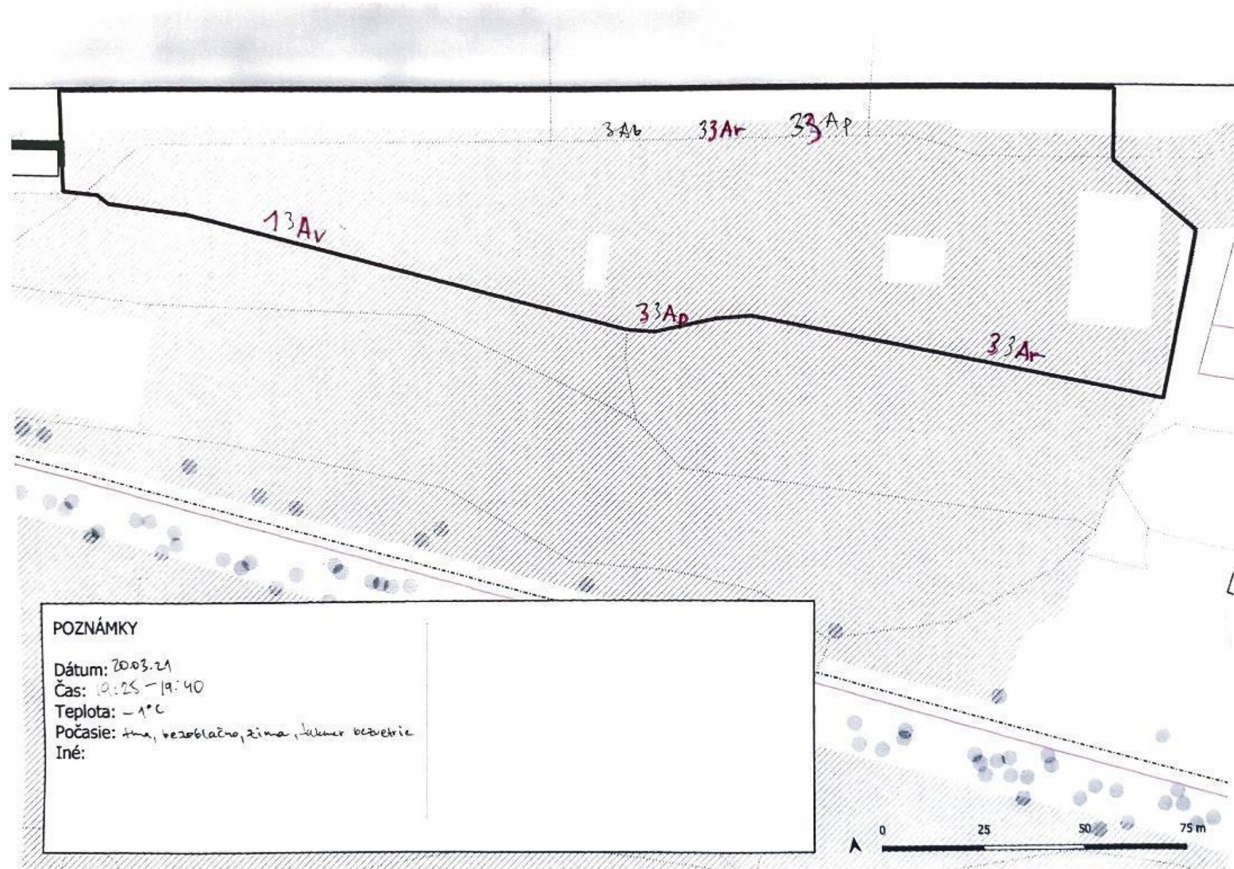 3Ab 33Ar 33Ap
13Av
33Ap
33Ar
POZNÁMKY
Dátum: 20.03.21
Čas: 19:25-19:40
Teplota: -1°C
Počasie: tma, bezoblačno, zima, takmer bezvetrie
Iné:
0 25 50 75 m